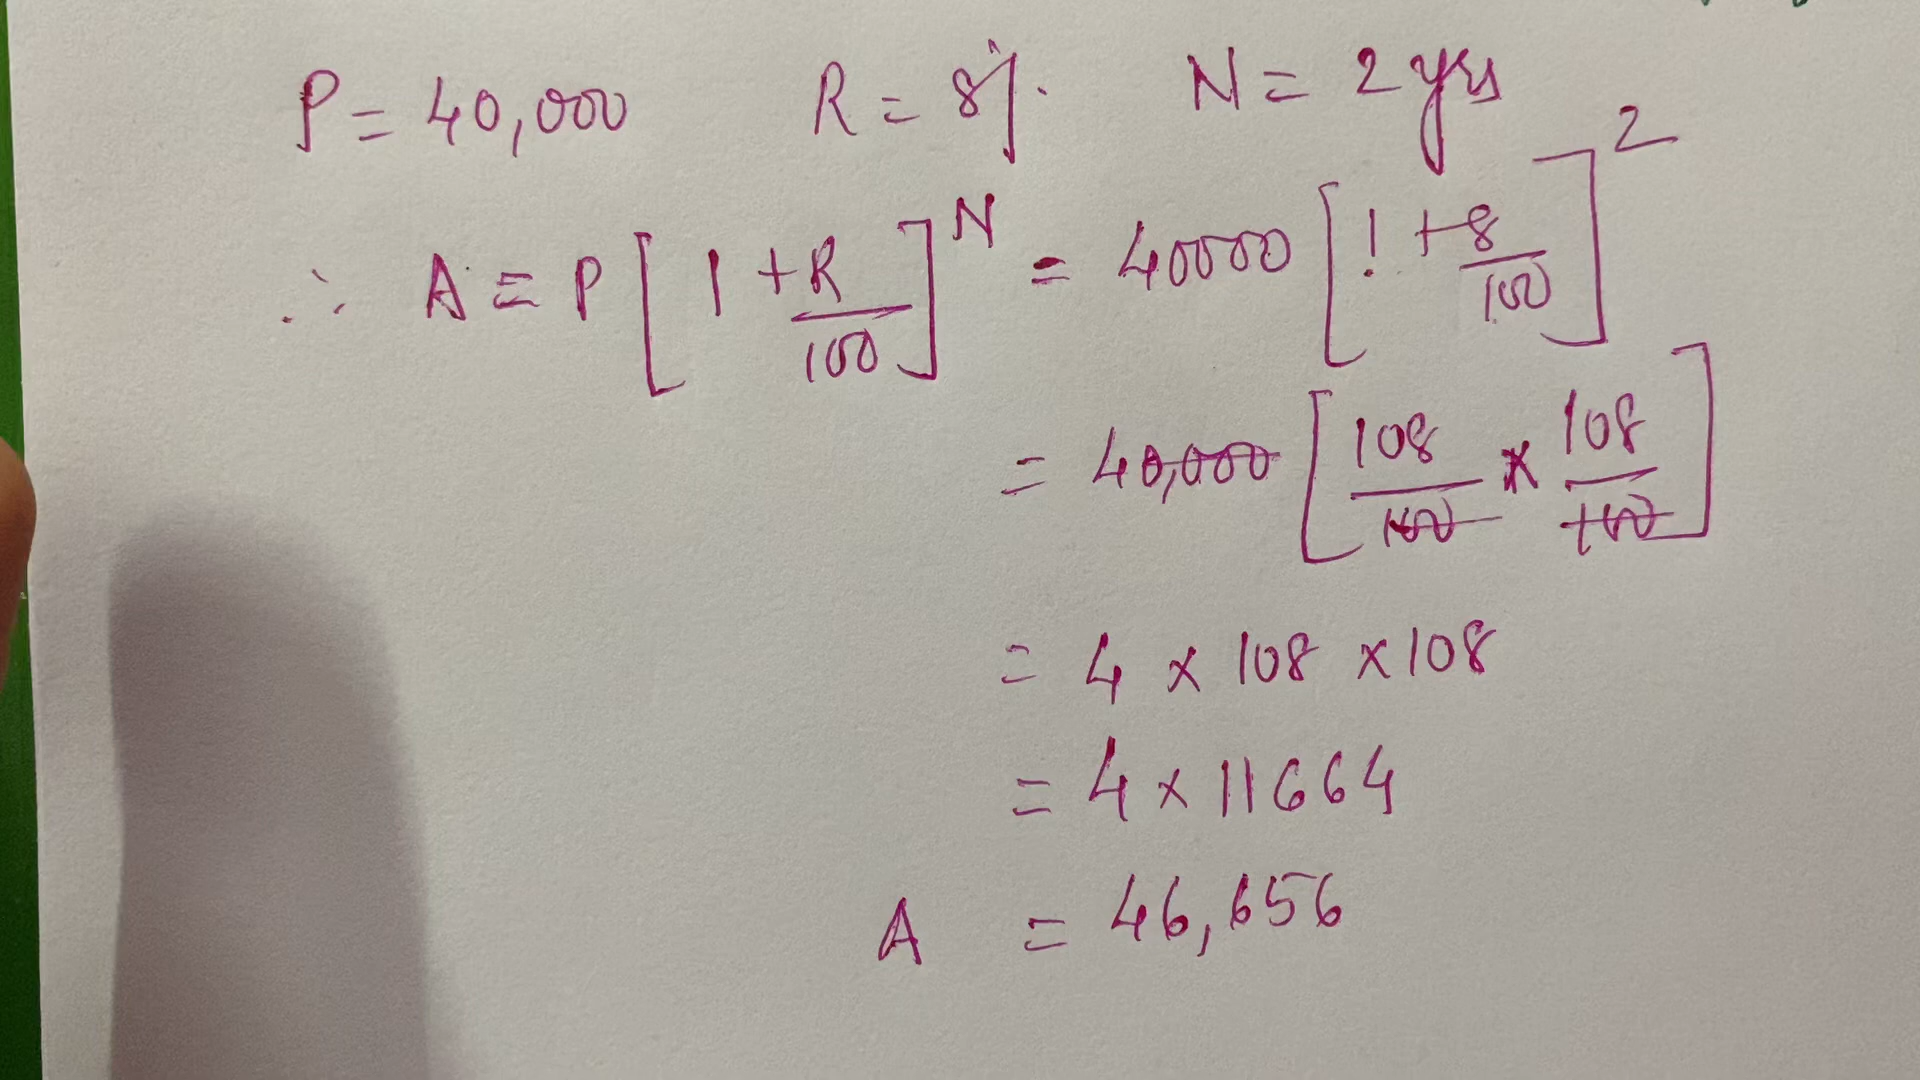 P = 40,000 R = 8%. N = 2 yrs
∴ A = P [ 1 + R/100 ]^N = 40000 [ 1 + 8/100 ]^2
= 40,000 [ 108/100 × 108/100 ]
= 4 × 108 × 108
= 4 × 11664
A = 46,656